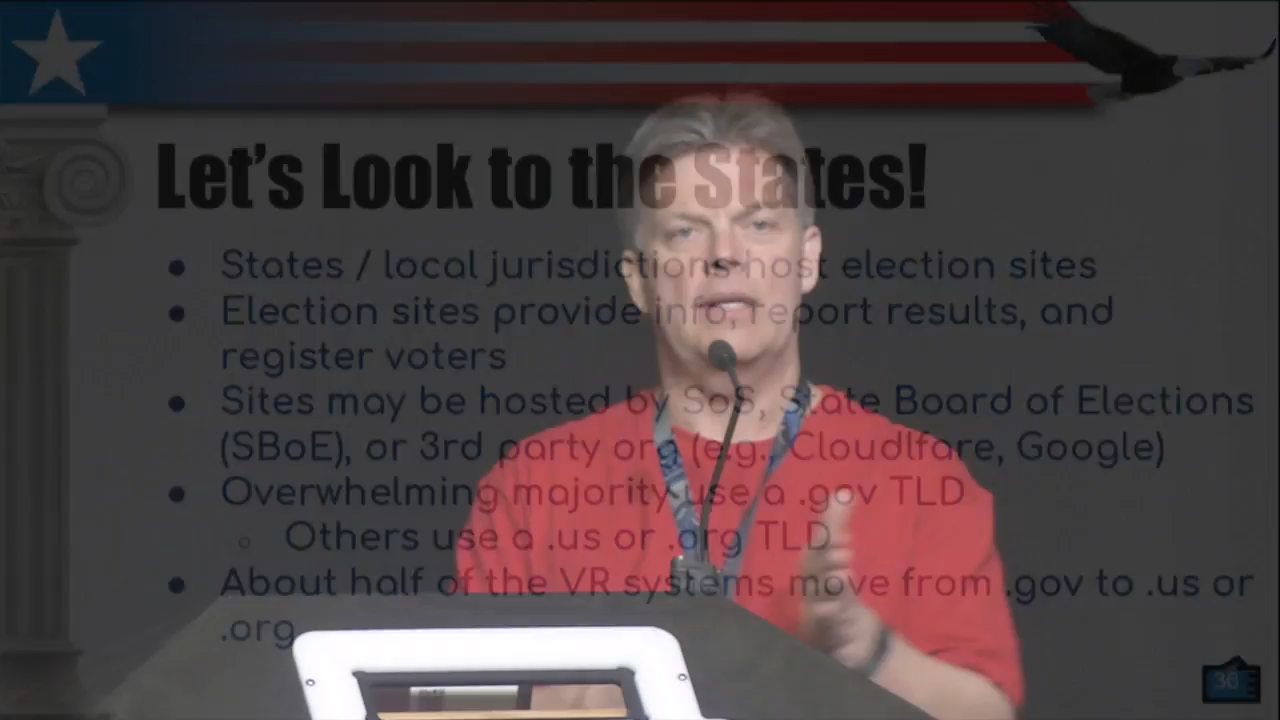 Let's Look to the States!
States / local jurisdiction host election sites
Election sites provide info, report results, and
register voters
Sites may be hosted by SoS, State Board of Elections
(SBoE), or 3rd party org (e.g., Cloudlfare, Google)
Overwhelming majority use a .gov TLD
Others use a .us or .org TLD
About half of the VR systems move from .gov to .us or
.org
36